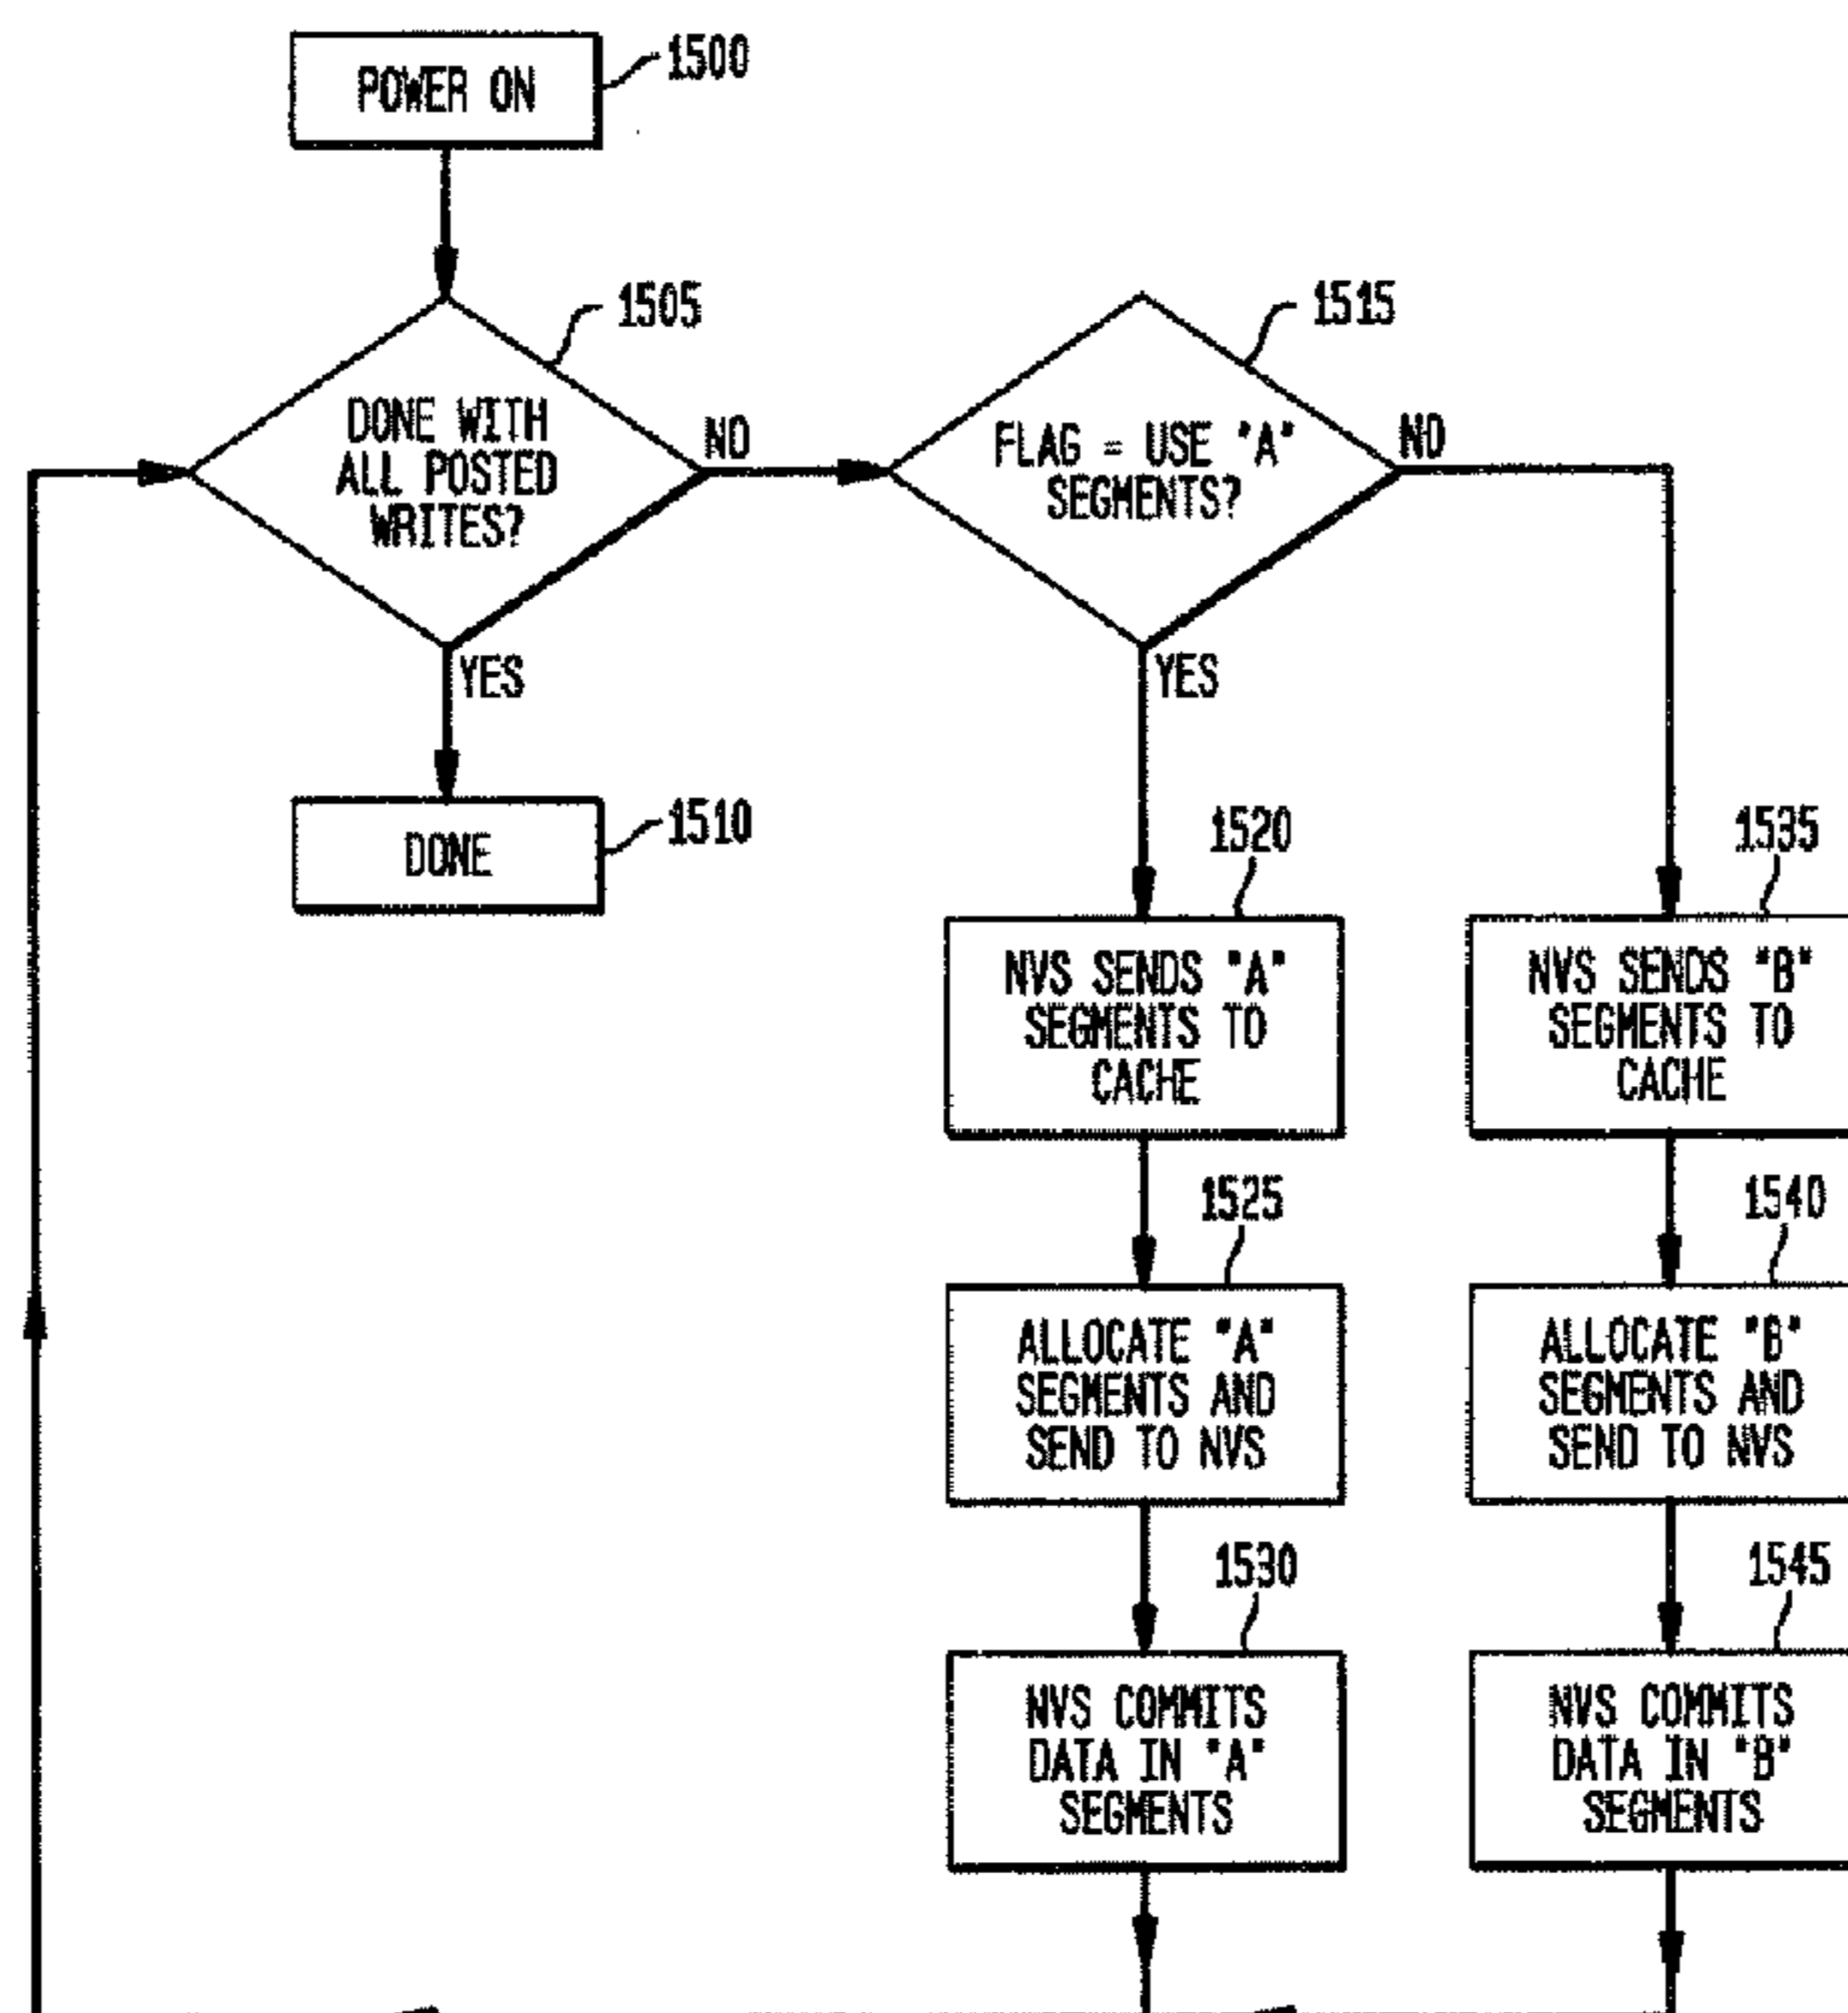 POWER ON
1500
1505
DONE WITH
ALL POSTED
WRITES?
NO
YES
DONE
1510
1515
FLAG = USE "A"
SEGMENTS?
NO
YES
1520
NVS SENDS "A"
SEGMENTS TO
CACHE
1525
ALLOCATE "A"
SEGMENTS AND
SEND TO NVS
1530
NVS COMMITS
DATA IN "A"
SEGMENTS
1535
NVS SENDS "B"
SEGMENTS TO
CACHE
1540
ALLOCATE "B"
SEGMENTS AND
SEND TO NVS
1545
NVS COMMITS
DATA IN "B"
SEGMENTS